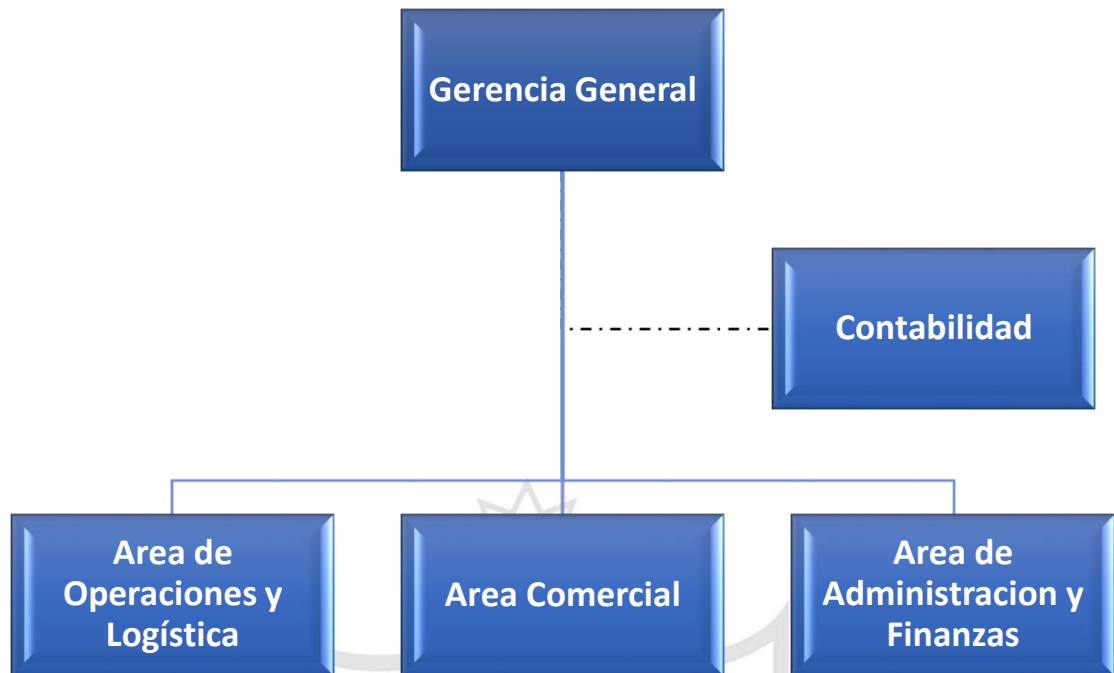 Gerencia General
Contabilidad
Area de
Operaciones y
Logística
Area Comercial
Area de
Administracion y
Finanzas